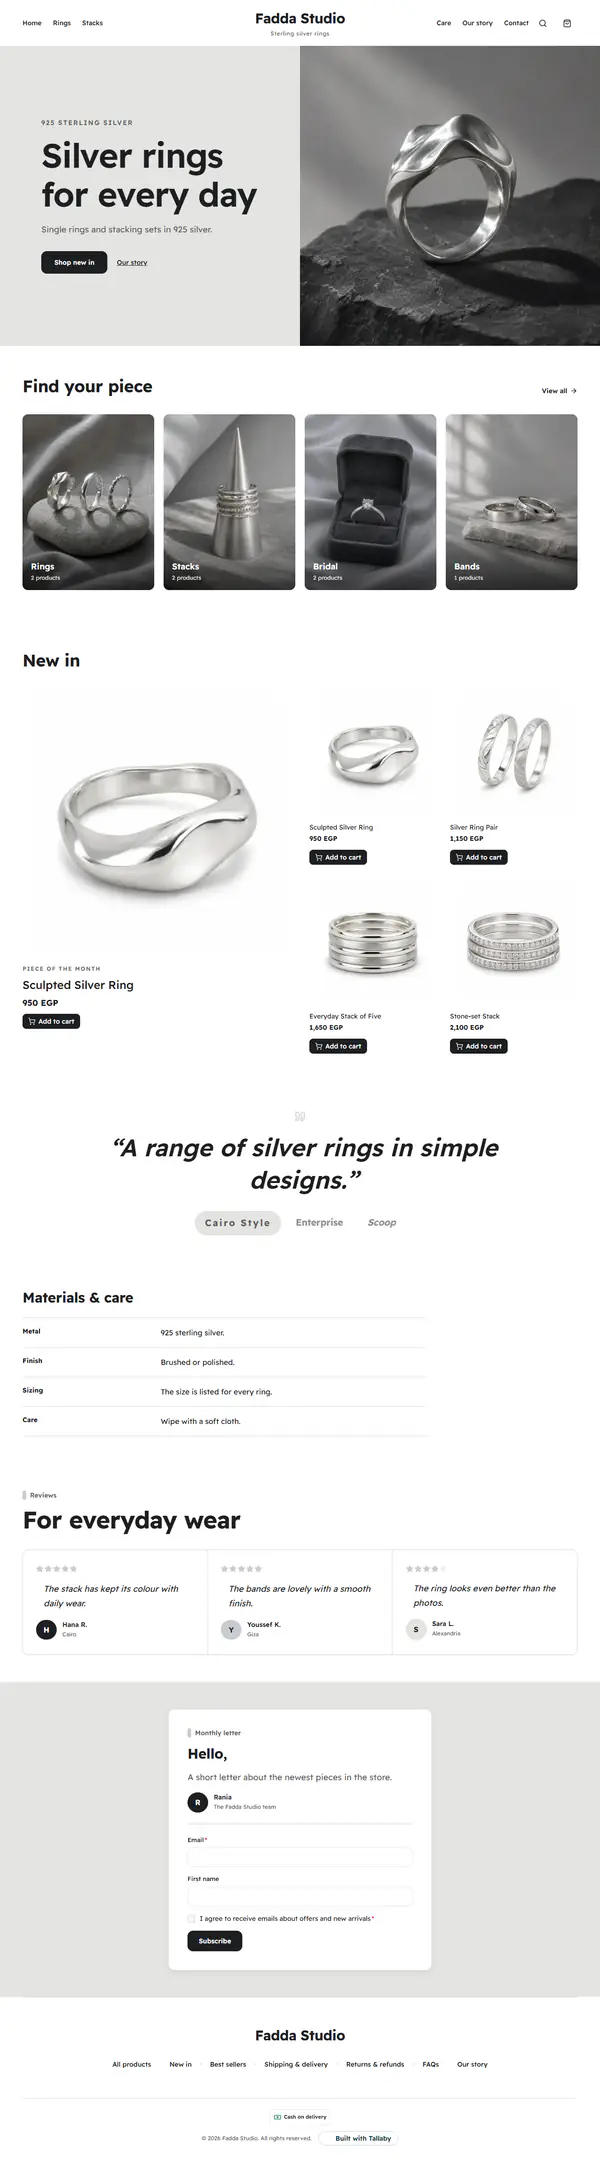 Home Rings Stacks
Fadda Studio
Sterling silver rings
Care Our story Contact
925 STERLING SILVER
Silver rings
for every day
Single rings and stacking sets in 925 silver.
Shop new in Our story
Find your piece
View all
Rings
2 products
Stacks
2 products
Bridal
2 products
Bands
1 products
New in
PIECE OF THE MONTH
Sculpted Silver Ring
950 EGP
Add to cart
Sculpted Silver Ring
950 EGP
Add to cart
Silver Ring Pair
1,150 EGP
Add to cart
Everyday Stack of Five
1,650 EGP
Add to cart
Stone-set Stack
2,100 EGP
Add to cart
“A range of silver rings in simple
designs.”
Cairo Style Enterprise Scoop
Materials & care
Metal 925 sterling silver.
Finish Brushed or polished.
Sizing The size is listed for every ring.
Care Wipe with a soft cloth.
Reviews
For everyday wear
The stack has kept its colour with
daily wear.
H Hana R.
Cairo
The bands are lovely with a smooth
finish.
Y Youssef K.
Giza
The ring looks even better than the
photos.
S Sara L.
Alexandria
Monthly letter
Hello,
A short letter about the newest pieces in the store.
R Rania
The Fadda Studio team
Email*
First name
I agree to receive emails about offers and new arrivals*
Subscribe
Fadda Studio
All products New in Best sellers Shipping & delivery Returns & refunds FAQs Our story
Cash on delivery
© 2026 Fadda Studio. All rights reserved. Built with Tallaby